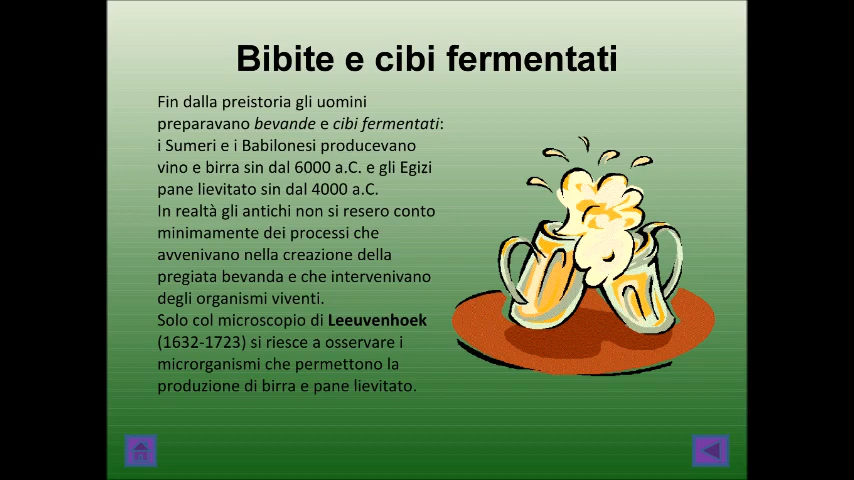 Bibite e cibi fermentati
Fin dalla preistoria gli uomini
preparavano bevande e cibi fermentati:
i Sumeri e i Babilonesi producevano
vino e birra sin dal 6000 a.C. e gli Egizi
pane lievitato sin dal 4000 a.C.
In realtà gli antichi non si resero conto
minimamente dei processi che
avvenivano nella creazione della
pregiata bevanda e che intervenivano
degli organismi viventi.
Solo col microscopio di Leeuvenhoek
(1632-1723) si riesce a osservare i
microrganismi che permettono la
produzione di birra e pane lievitato.